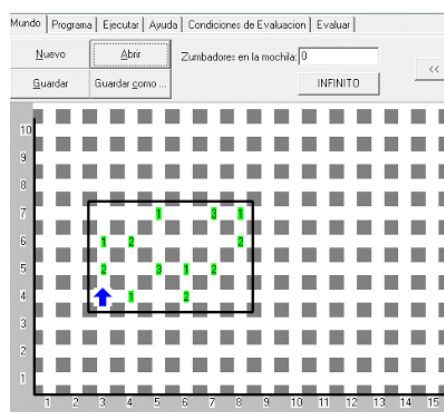 Mundo Programa Ejecutar Ayuda Condiciones de Evaluacion Evaluar
Nuevo Abrir Zumbadores en la mochila: 0
<<
Guardar Guardar como ... INFINITO
10
9
8
7 1 3 1
6 1 2 2
5 2 3 1 2
4 1 2
3
2
1
1 2 3 4 5 6 7 8 9 10 11 12 13 14 15